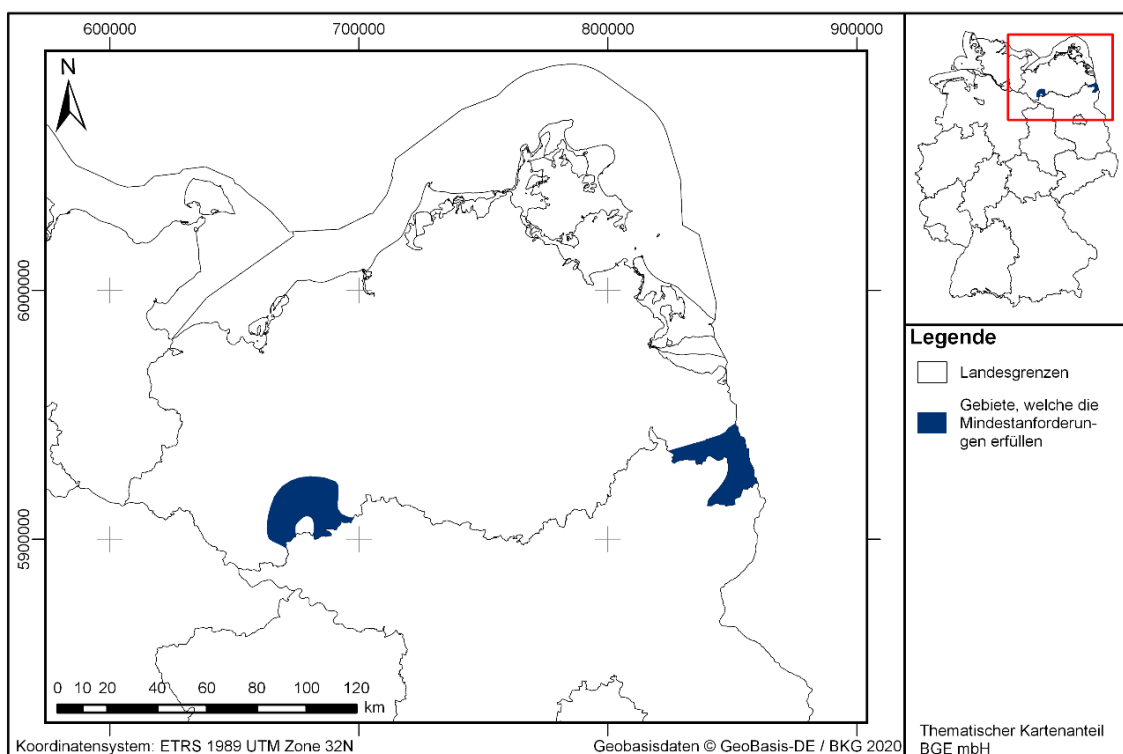 600000 700000 800000 900000
N
6000000
5900000
0 10 20 40 60 80 100 120
km
Koordinatensystem: ETRS 1989 UTM Zone 32N
Geobasisdaten © GeoBasis-DE / BKG 2020
Legende
Landesgrenzen
Gebiete, welche die
Mindestanforderun-
gen erfüllen
Thematischer Kartenanteil
BGE mbH